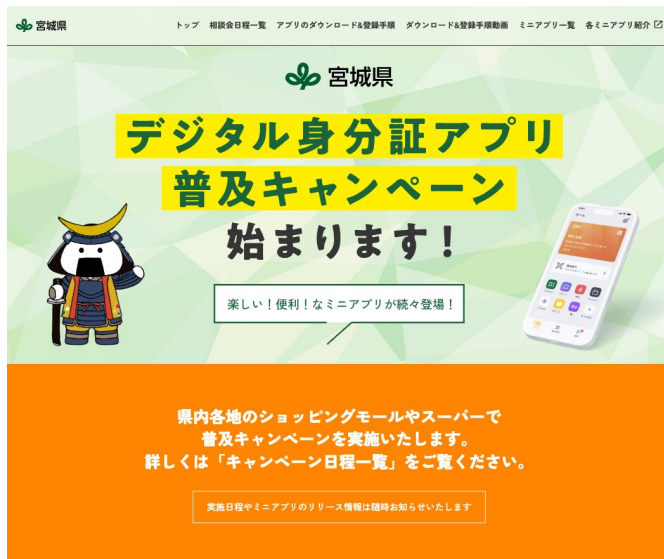 宮城県
トップ 相談会日程一覧 アプリのダウンロード&登録手順 ダウンロード&登録手順動画 ミニアプリ一覧 各ミニアプリ紹介
宮城県
デジタル身分証アプリ
普及キャンペーン
始まります！
楽しい！便利！なミニアプリが続々登場！
県内各地のショッピングモールやスーパーで
普及キャンペーンを実施いたします。
詳しくは「キャンペーン日程一覧」をご覧ください。
実施日程やミニアプリのリリース情報は随時お知らせいたします